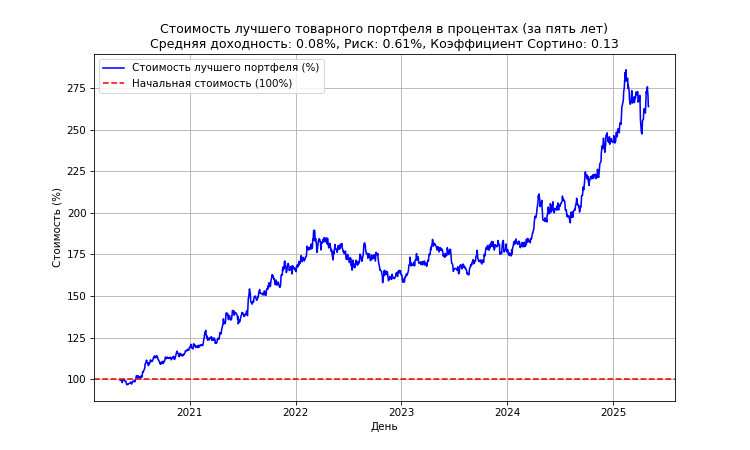 Стоимость лучшего товарного портфеля в процентах (за пять лет)
Средняя доходность: 0.08%, Риск: 0.61%, Коэффициент Сортино: 0.13
Стоимость лучшего портфеля (%)
Начальная стоимость (100%)
Стоимость (%)
275
250
225
200
175
150
125
100
2021
2022
2023
2024
2025
День